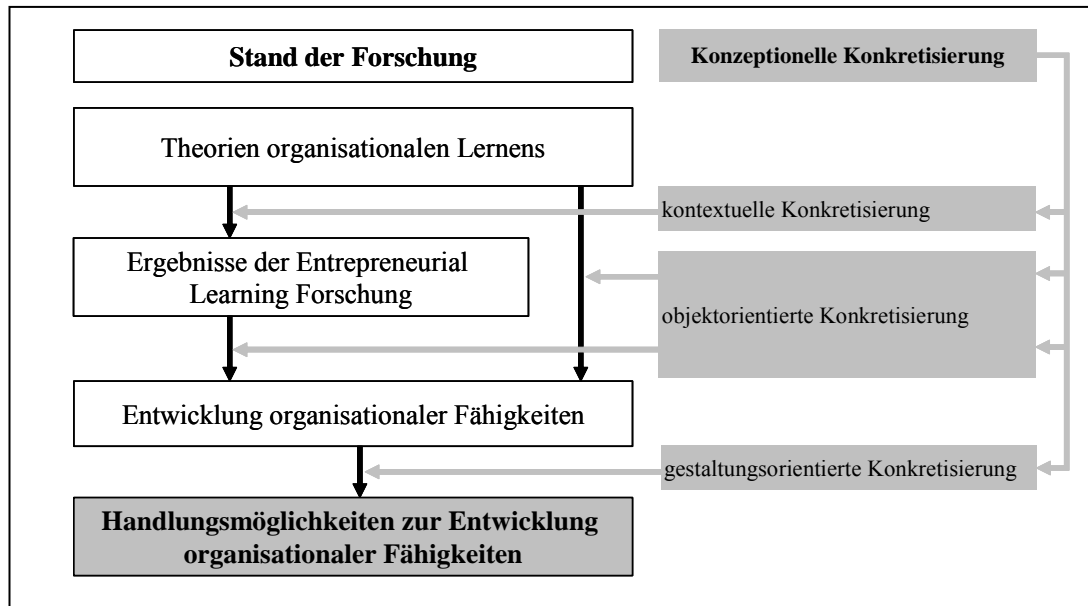 Stand der Forschung
Konzeptionelle Konkretisierung
Theorien organisationalen Lernens
kontextuelle Konkretisierung
Ergebnisse der Entrepreneurial
Learning Forschung
objektorientierte Konkretisierung
Entwicklung organisationaler Fähigkeiten
gestaltungsorientierte Konkretisierung
Handlungsmöglichkeiten zur Entwicklung
organisationaler Fähigkeiten